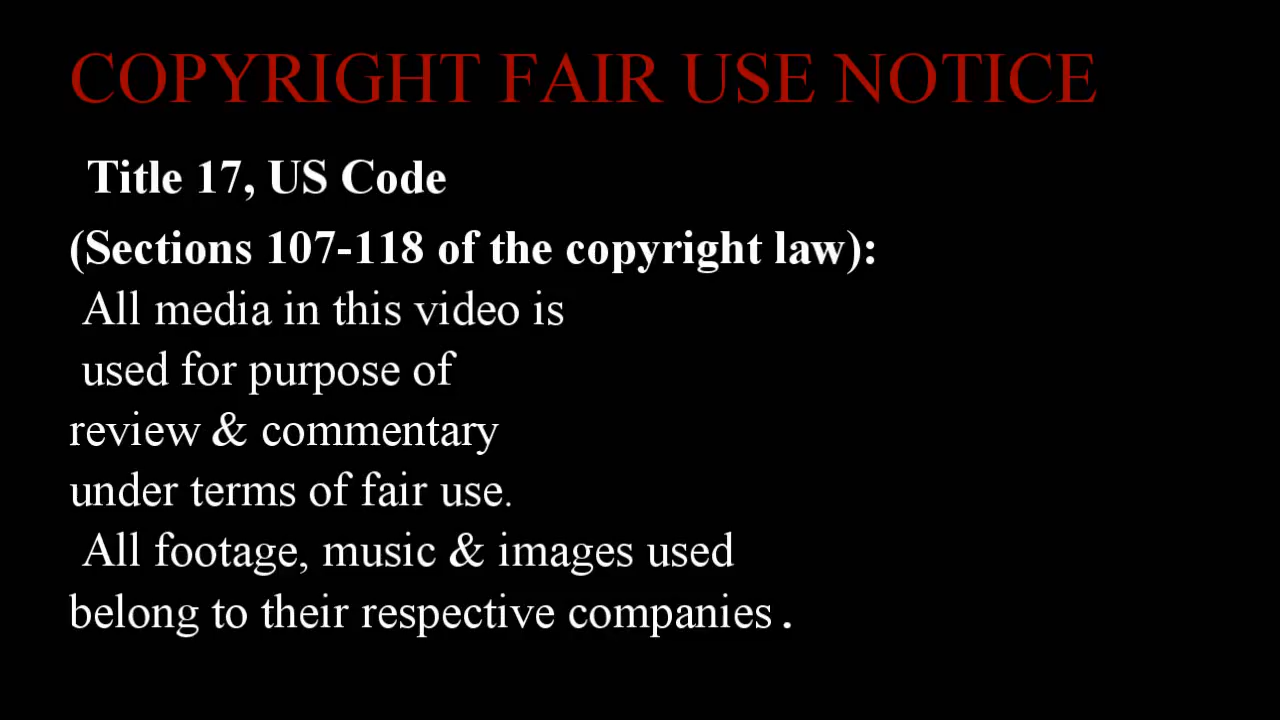 COPYRIGHT FAIR USE NOTICE
Title 17, US Code
(Sections 107-118 of the copyright law):
All media in this video is
used for purpose of
review & commentary
under terms of fair use.
All footage, music & images used
belong to their respective companies .